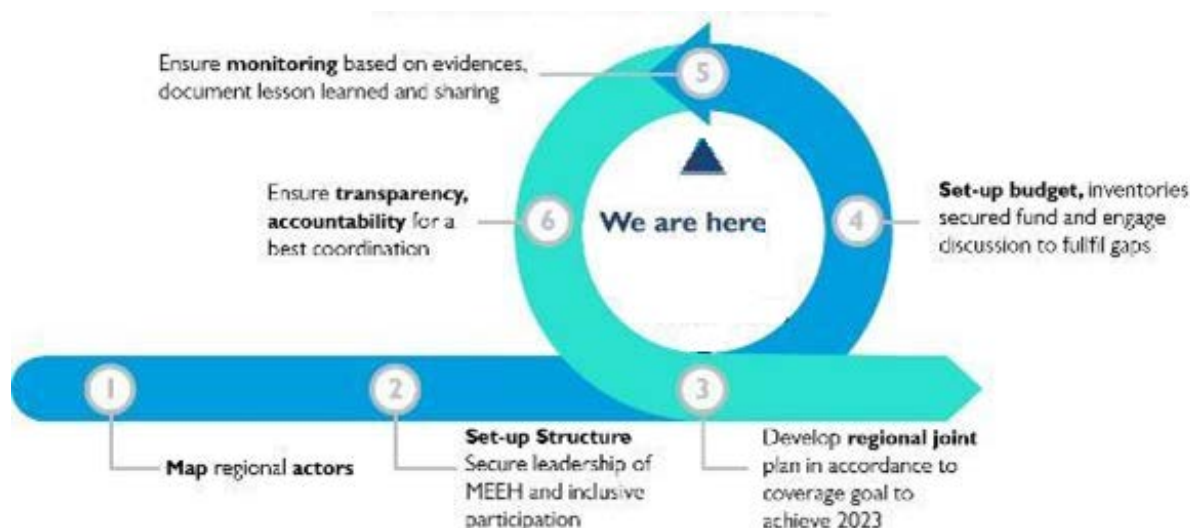 Ensure monitoring based on evidences,
document lesson learned and sharing
5
Ensure transparency,
accountability for a
best coordination
6
We are here
4
Set-up budget, inventories
secured fund and engage
discussion to fullfil gaps
1
2
3
Map regional actors
Set-up Structure
Secure leadership of
MEEH and inclusive
participation
Develop regional joint
plan in accordance to
coverage goal to
achieve 2023